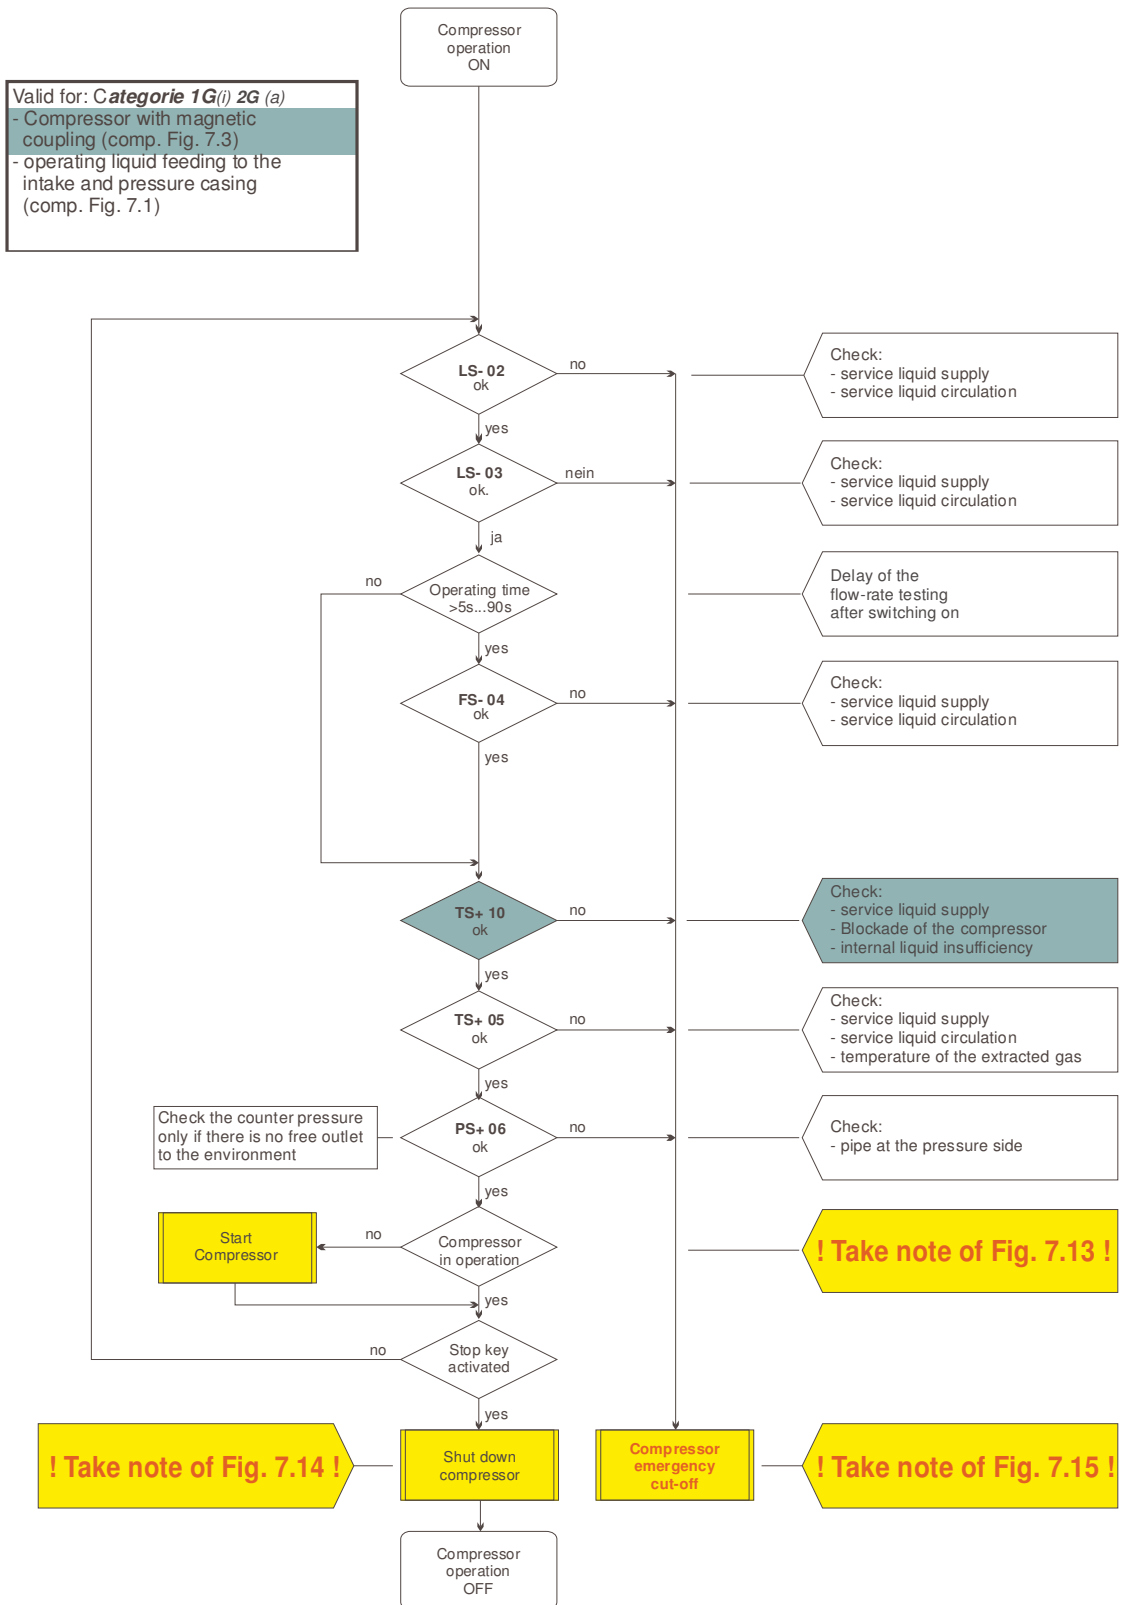 Compressor
operation
ON
Valid for: Categorie 1G(i) 2G (a)
- Compressor with magnetic
coupling (comp. Fig. 7.3)
- operating liquid feeding to the
intake and pressure casing
(comp. Fig. 7.1)
LS- 02
ok
no
yes
Check:
- service liquid supply
- service liquid circulation
LS- 03
ok.
nein
ja
Check:
- service liquid supply
- service liquid circulation
no
Operating time
>5s...90s
yes
Delay of the
flow-rate testing
after switching on
FS- 04
ok
no
yes
Check:
- service liquid supply
- service liquid circulation
TS+ 10
ok
no
yes
Check:
- service liquid supply
- Blockade of the compressor
- internal liquid insufficiency
TS+ 05
ok
no
yes
Check:
- service liquid supply
- service liquid circulation
- temperature of the extracted gas
Check the counter pressure
only if there is no free outlet
to the environment
PS+ 06
ok
no
yes
Check:
- pipe at the pressure side
Start
Compressor
no
Compressor
in operation
yes
! Take note of Fig. 7.13 !
no
Stop key
activated
yes
! Take note of Fig. 7.14 !
Shut down
compressor
Compressor
emergency
cut-off
! Take note of Fig. 7.15 !
Compressor
operation
OFF